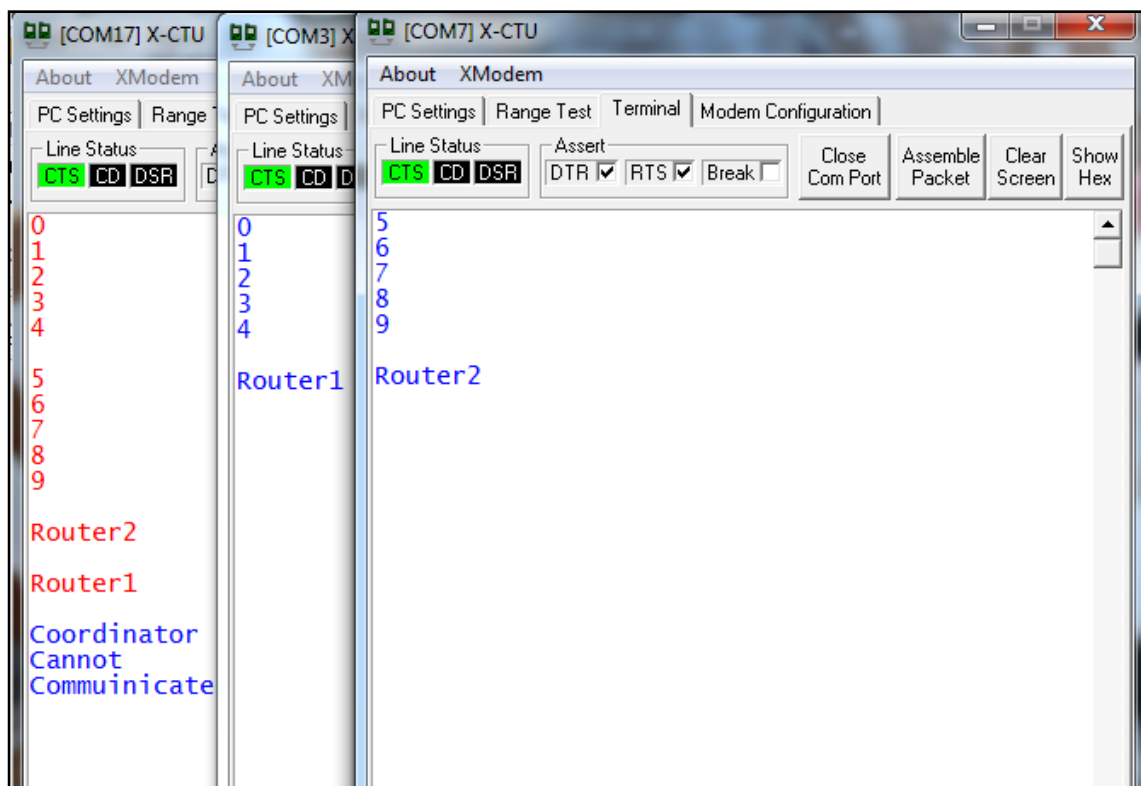 [COM17] X-CTU
About XModem
PC Settings Range
Line Status
CTS CD DSR
0
1
2
3
4
5
6
7
8
9
Router2
Router1
Coordinator
Cannot
Commuinicate
[COM3] X
About XM
PC Settings
Line Status
CTS CD D
0
1
2
3
4
Router1
[COM7] X-CTU
About XModem
PC Settings Range Test Terminal Modem Configuration
Line Status Assert
CTS CD DSR DTR RTS Break
Close Com Port
Assemble Packet
Clear Screen
Show Hex
5
6
7
8
9
Router2